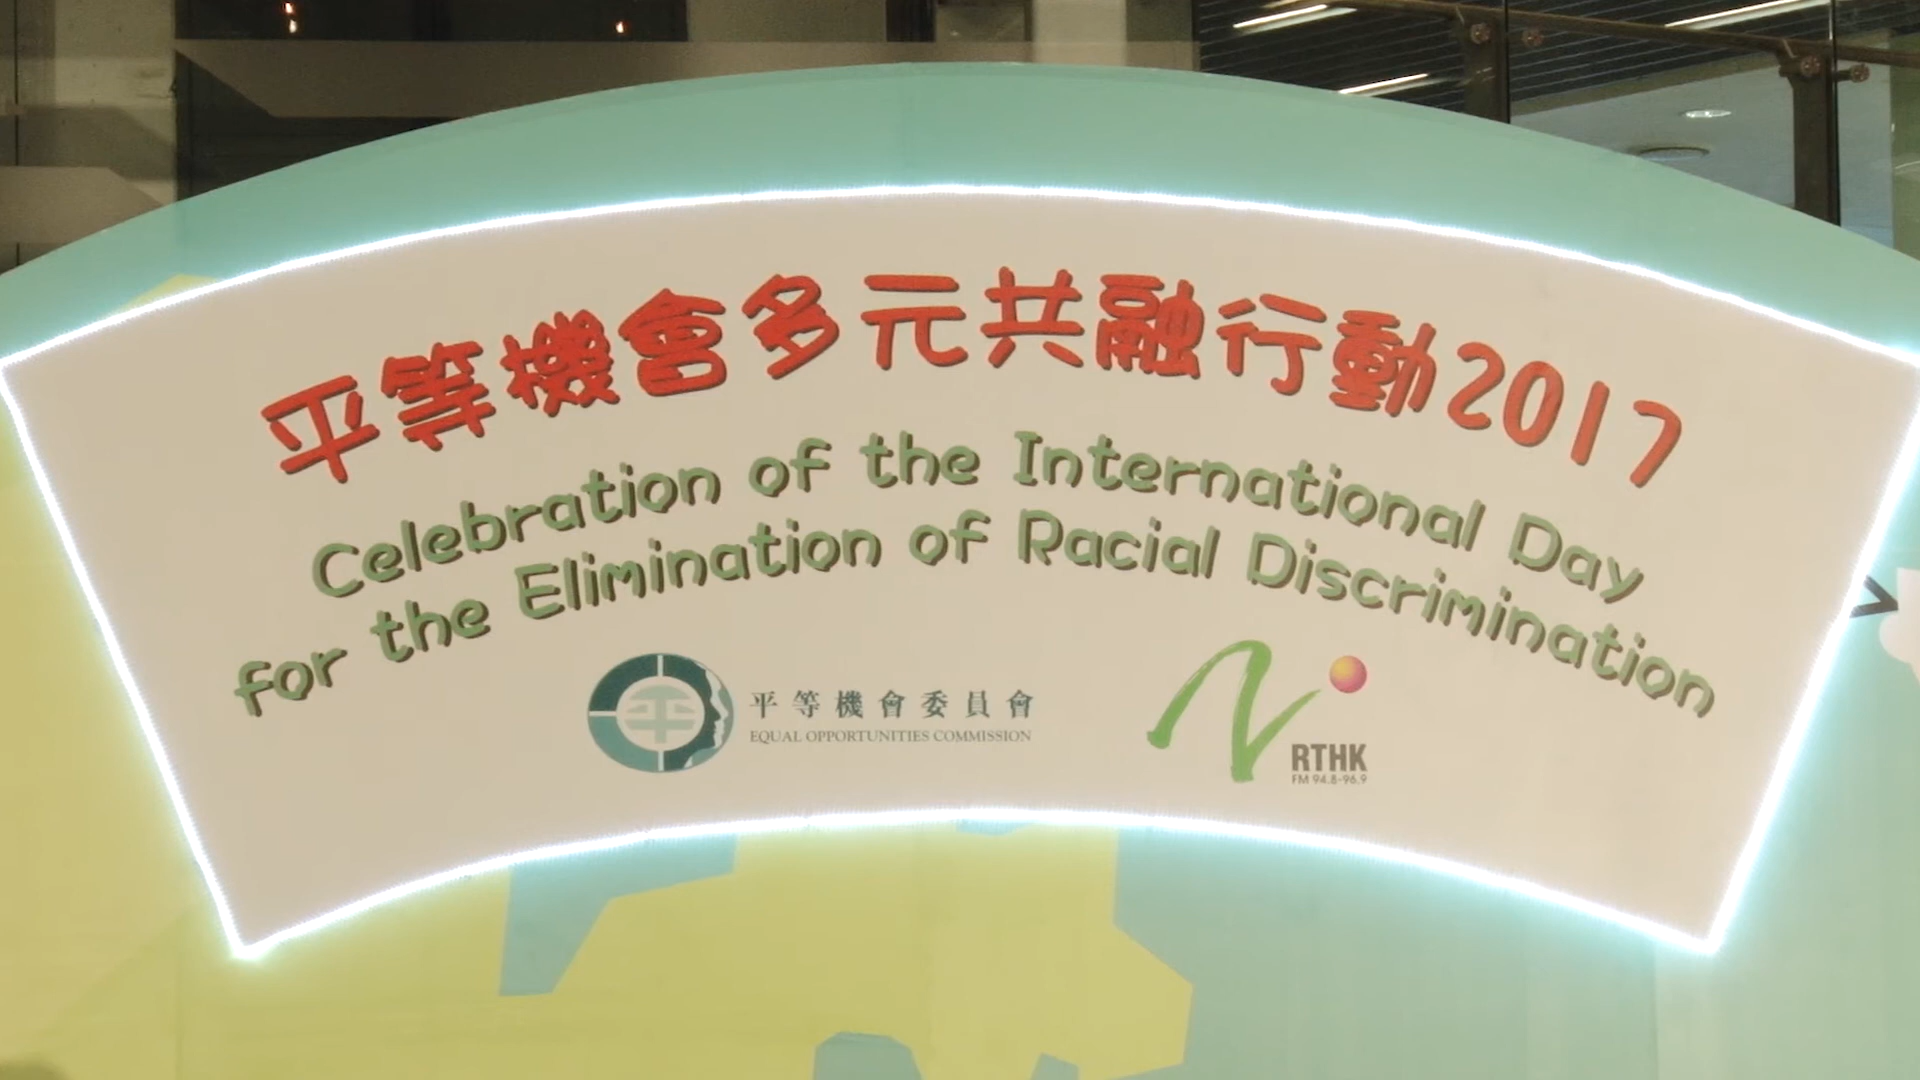 平等機會多元共融行動2017
Celebration of the International Day
for the Elimination of Racial Discrimination
平等機會委員會
EQUAL OPPORTUNITIES COMMISSION
RTHK
FM 94.8-96.9